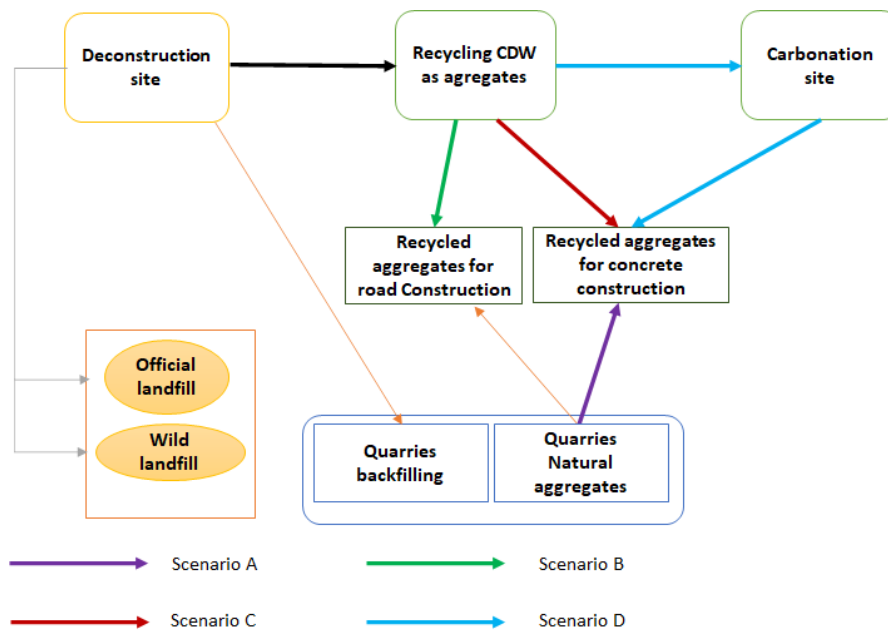 Deconstruction
site
Recycling CDW
as agregates
Carbonation
site
Recycled
aggregates for
road Construction
Recycled aggregates
for concrete
construction
Official
landfill
Wild
landfill
Quarries
backfilling
Quarries
Natural
aggregates
Scenario A
Scenario B
Scenario C
Scenario D